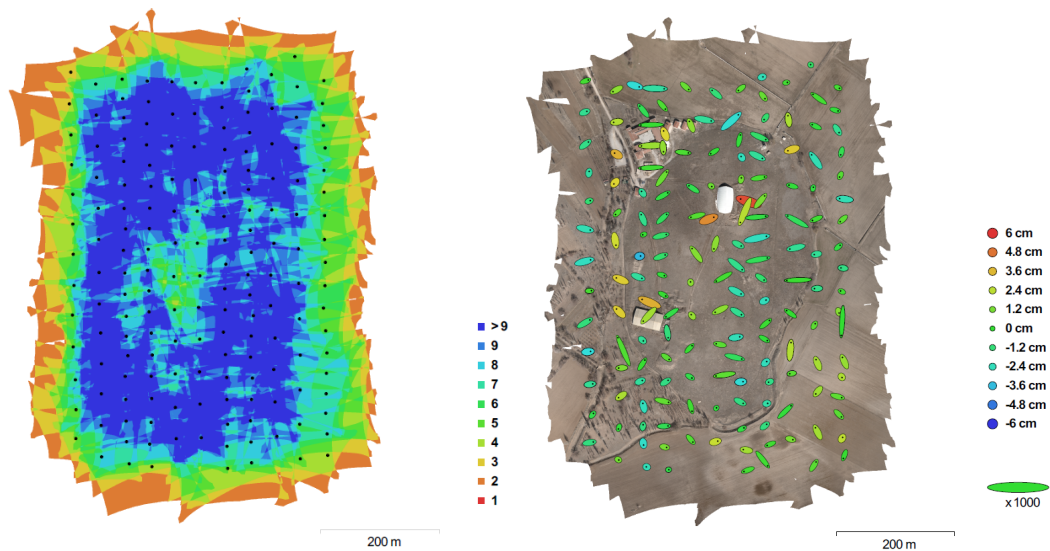 > 9
9
8
7
6
5
4
3
2
1
200 m
6 cm
4.8 cm
3.6 cm
2.4 cm
1.2 cm
0 cm
-1.2 cm
-2.4 cm
-3.6 cm
-4.8 cm
-6 cm
x 1000
200 m